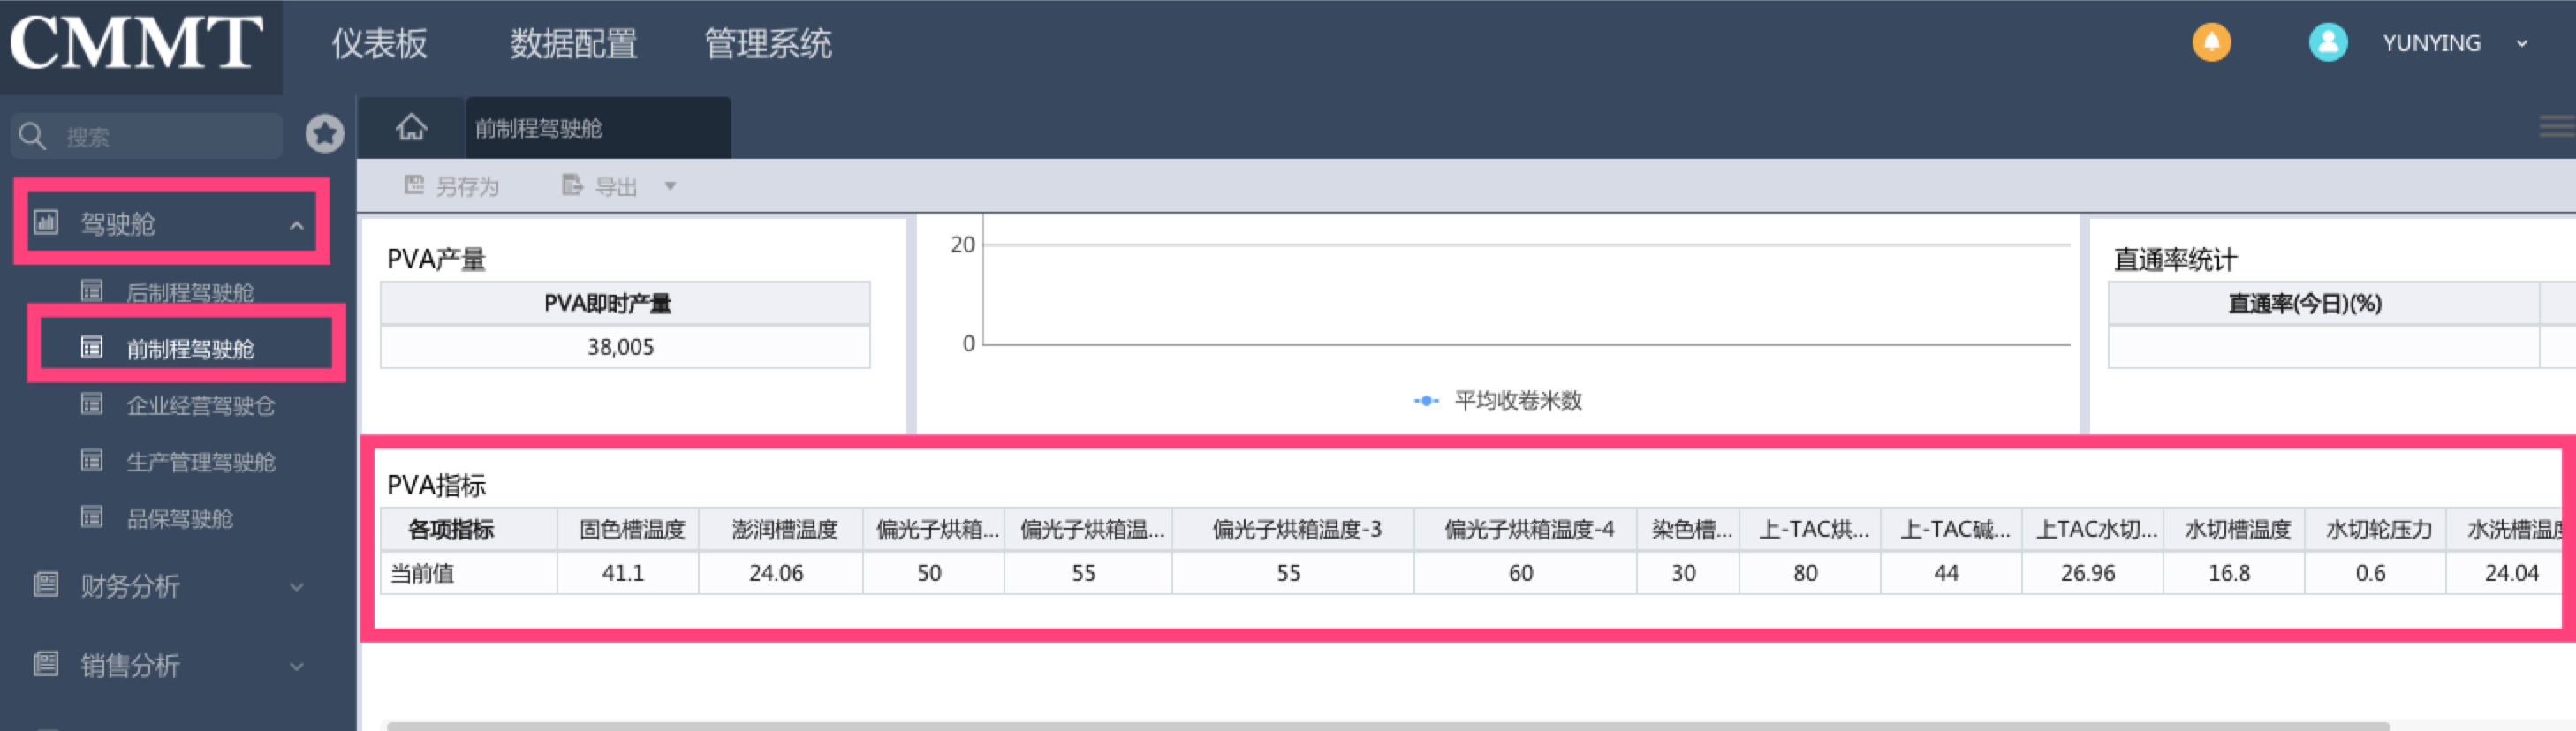 CMMT
仪表板 数据配置 管理系统
YUNYING
搜索
前制程驾驶舱
另存为 导出
驾驶舱
后制程驾驶舱
前制程驾驶舱
企业经营驾驶仓
生产管理驾驶舱
品保驾驶舱
财务分析
销售分析
PVA产量
PVA即时产量
38,005
20
0
平均收卷米数
直通率统计
直通率(今日)(%)
PVA指标
各项指标 固色槽温度 澎润槽温度 偏光子烘箱... 偏光子烘箱温... 偏光子烘箱温度-3 偏光子烘箱温度-4 染色槽... 上-TAC烘... 上-TAC碱... 上TAC水切... 水切槽温度 水切轮压力 水洗槽温度
当前值 41.1 24.06 50 55 55 60 30 80 44 26.96 16.8 0.6 24.04